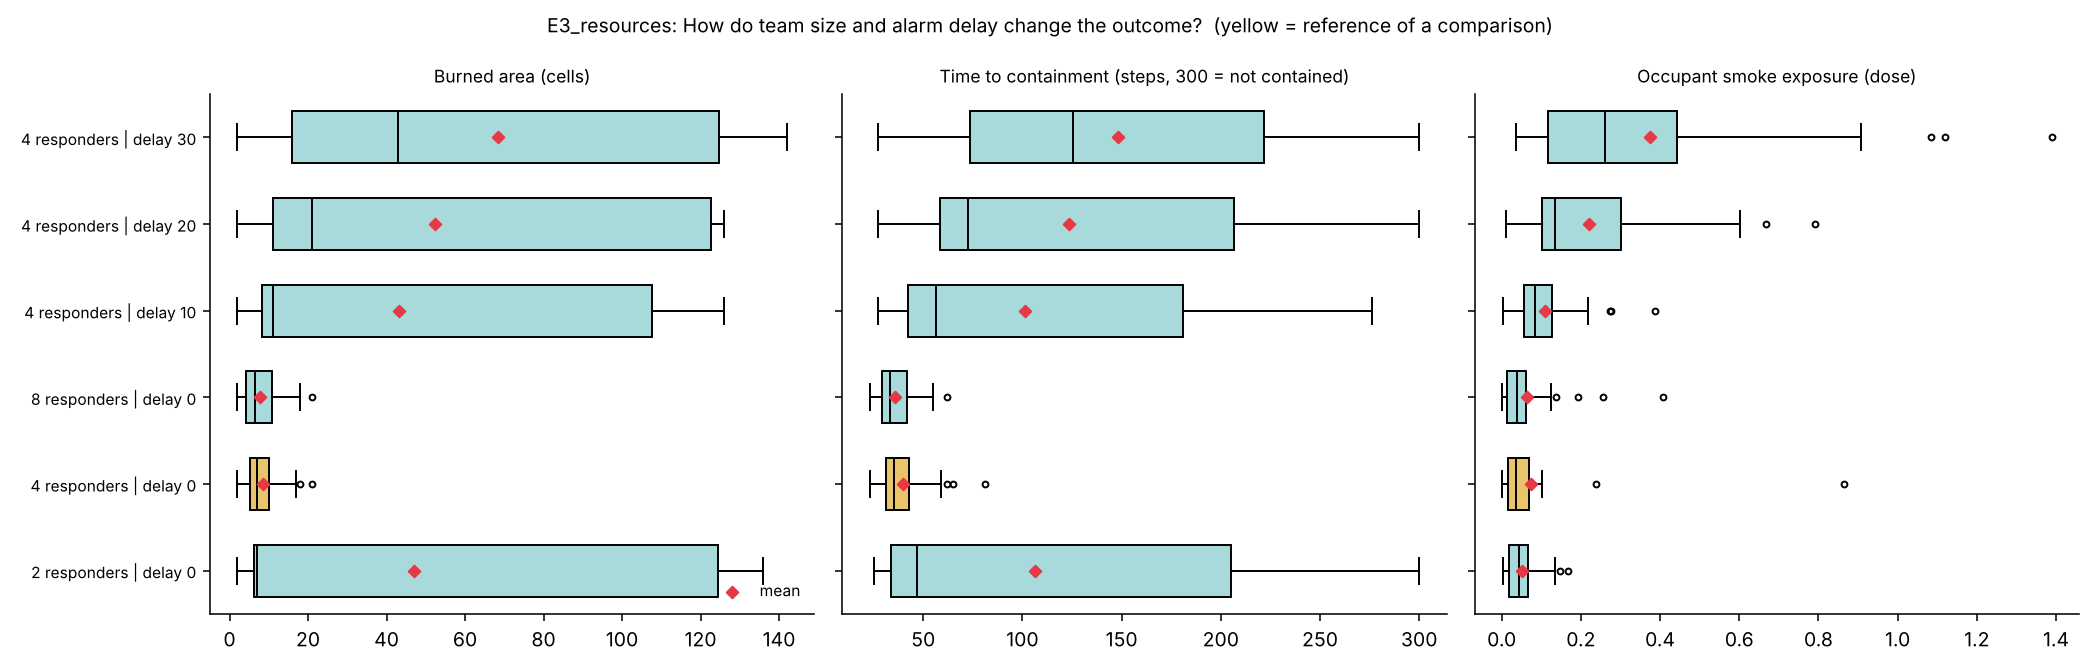 E3_resources: How do team size and alarm delay change the outcome?  (yellow = reference of a comparison)
Burned area (cells)
4 responders | delay 30
4 responders | delay 20
4 responders | delay 10
8 responders | delay 0
4 responders | delay 0
2 responders | delay 0
mean
0 20 40 60 80 100 120 140
Time to containment (steps, 300 = not contained)
50 100 150 200 250 300
Occupant smoke exposure (dose)
0.0 0.2 0.4 0.6 0.8 1.0 1.2 1.4